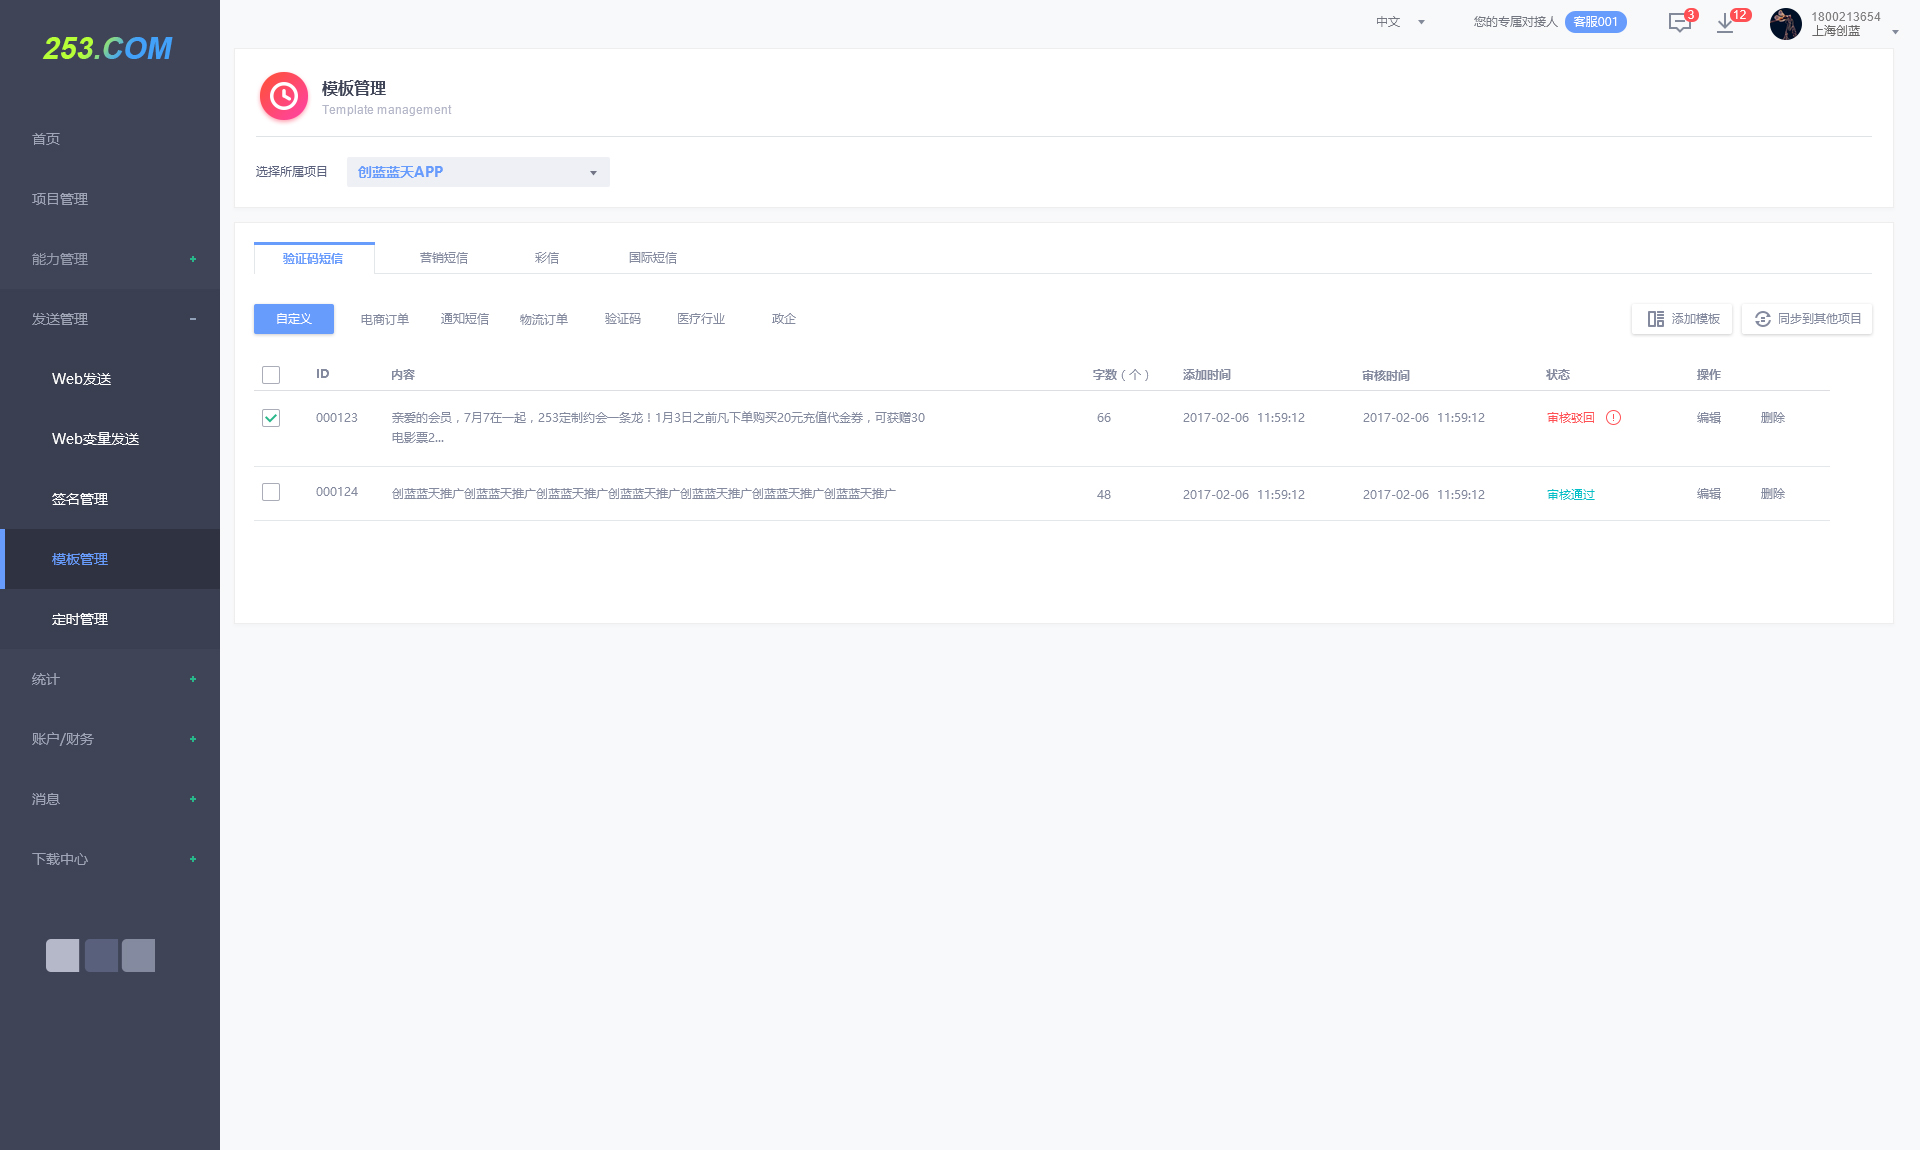 253.COM
中文
您的专属对接人 客服001
3
12
1800213654
上海创蓝
首页
项目管理
能力管理 +
发送管理 -
Web发送
Web变量发送
签名管理
模板管理
定时管理
统计 +
账户/财务 +
消息 +
下载中心 +
模板管理
Template management
选择所属项目 创蓝蓝天APP
验证码短信 营销短信 彩信 国际短信
自定义 电商订单 通知短信 物流订单 验证码 医疗行业 政企 添加模板 同步到其他项目
ID 内容 字数（个） 添加时间 审核时间 状态 操作
000123 亲爱的会员，7月7在一起，253定制约会一条龙！1月3日之前凡下单购买20元充值代金券，可获赠30 66 2017-02-06 11:59:12 2017-02-06 11:59:12 审核驳回 编辑 删除
电影票2...
000124 创蓝蓝天推广创蓝蓝天推广创蓝蓝天推广创蓝蓝天推广创蓝蓝天推广创蓝蓝天推广创蓝蓝天推广 48 2017-02-06 11:59:12 2017-02-06 11:59:12 审核通过 编辑 删除